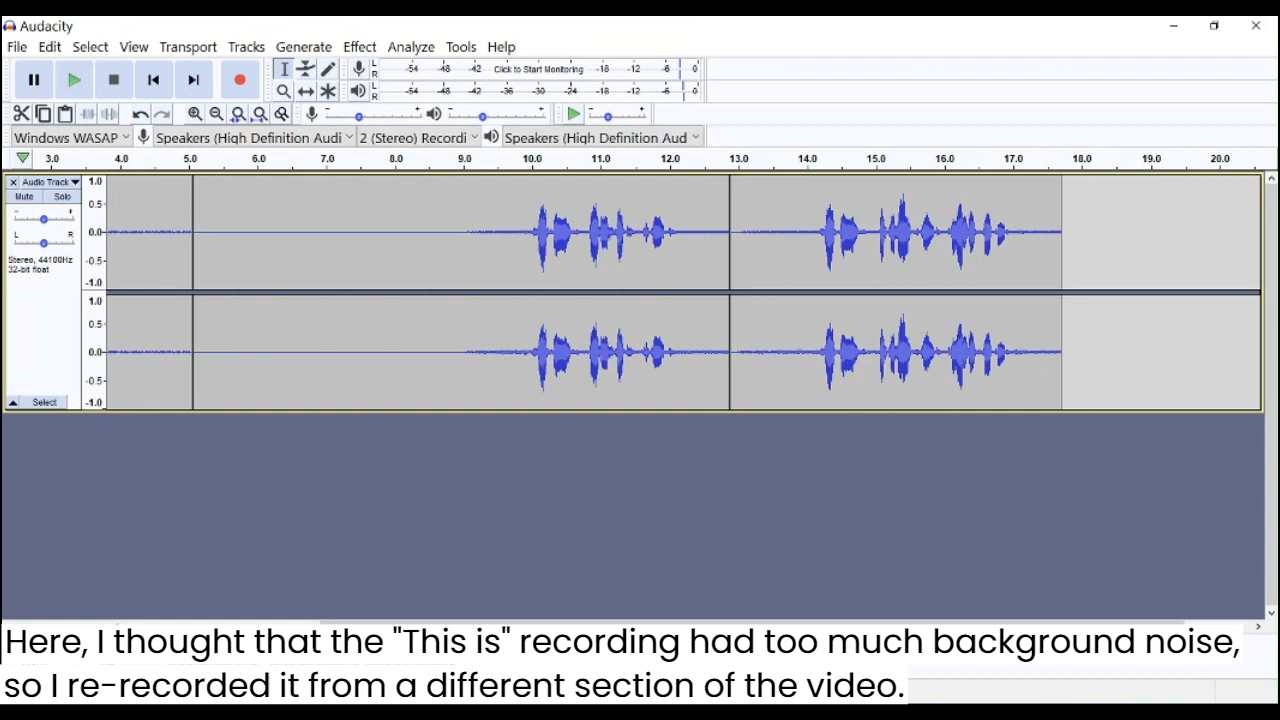 Audacity
File Edit Select View Transport Tracks Generate Effect Analyze Tools Help
L R -54 -48 -42 Click to Start Monitoring -18 -12 -6 0
L R -54 -48 -42 -36 -30 -24 -18 -12 -6 0
- + - + - +
Windows WASAP Speakers (High Definition Audi 2 (Stereo) Recordi Speakers (High Definition Aud
3.0 4.0 5.0 6.0 7.0 8.0 9.0 10.0 11.0 12.0 13.0 14.0 15.0 16.0 17.0 18.0 19.0 20.0
X Audio Track 1.0
Mute Solo
- + 0.5
L R 0.0
Stereo, 44100Hz -0.5
32-bit float
-1.0
1.0
0.5
0.0
-0.5
Select -1.0
Here, I thought that the "This is" recording had too much background noise,
so I re-recorded it from a different section of the video.